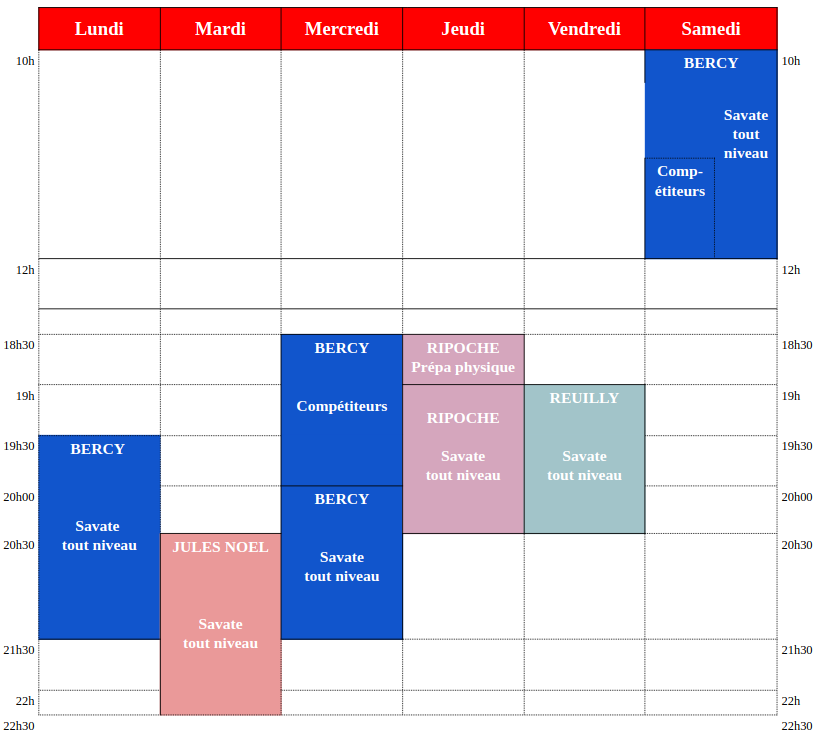 Lundi Mardi Mercredi Jeudi Vendredi Samedi
10h BERCY 10h
Savate
tout
niveau
Comp-
étiteurs
12h 12h
18h30 BERCY RIPOCHE 18h30
Prépa physique
Compétiteurs
19h REUILLY 19h
RIPOCHE
19h30 BERCY 19h30
Savate Savate
tout niveau tout niveau
20h00 BERCY 20h00
Savate
tout niveau
20h30 JULES NOEL 20h30
Savate
tout niveau
Savate
tout niveau
21h30 21h30
22h 22h
22h30 22h30